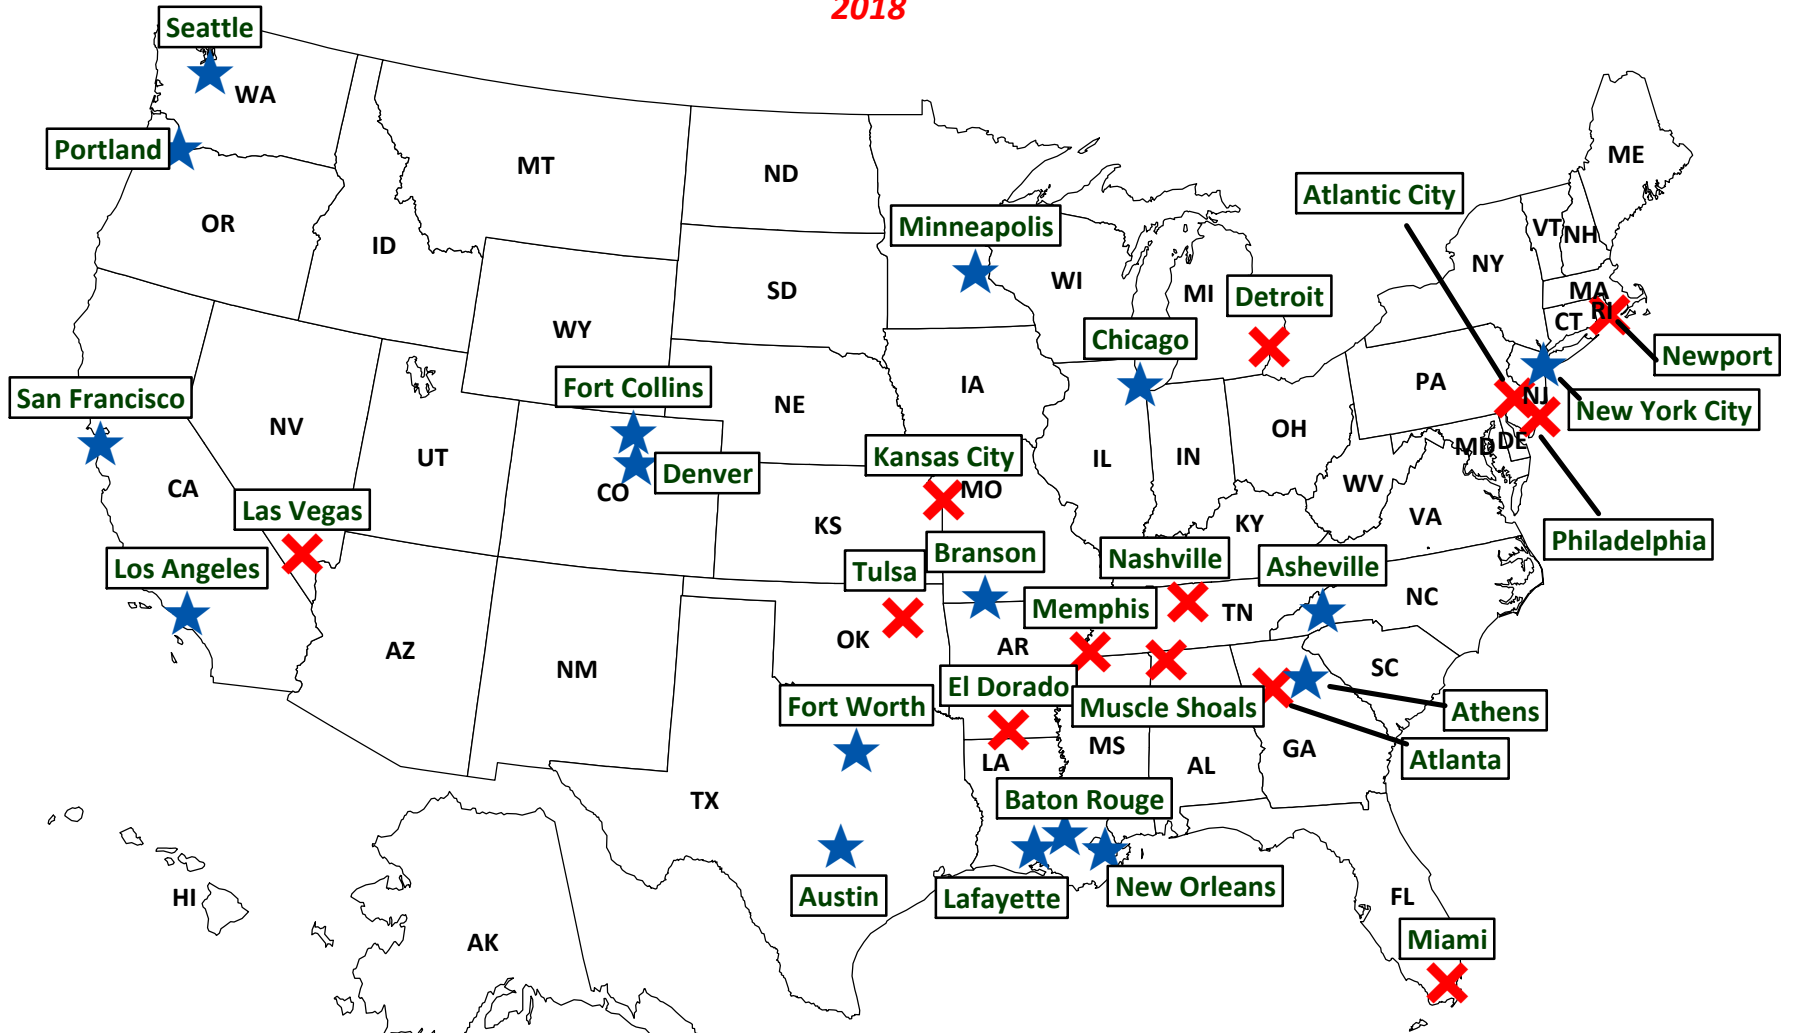 2018
Seattle
WA
Portland
MT
ND
ME
Atlantic City
OR
ID
Minneapolis
VT
NH
NY
WI
SD
MI
Detroit
MA
RI
CT
WY
Chicago
Newport
Fort Collins
IA
PA
San Francisco
NE
NJ
New York City
NV
UT
OH
Kansas City
IL
IN
MD
DE
Denver
CO
CA
MO
WV
Las Vegas
KS
KY
VA
Philadelphia
Branson
Nashville
Asheville
Los Angeles
Tulsa
Memphis
TN
NC
OK
AR
AZ
NM
SC
El Dorado
Fort Worth
Muscle Shoals
Athens
MS
GA
Atlanta
LA
AL
TX
Baton Rouge
HI
Austin
Lafayette
New Orleans
FL
AK
Miami